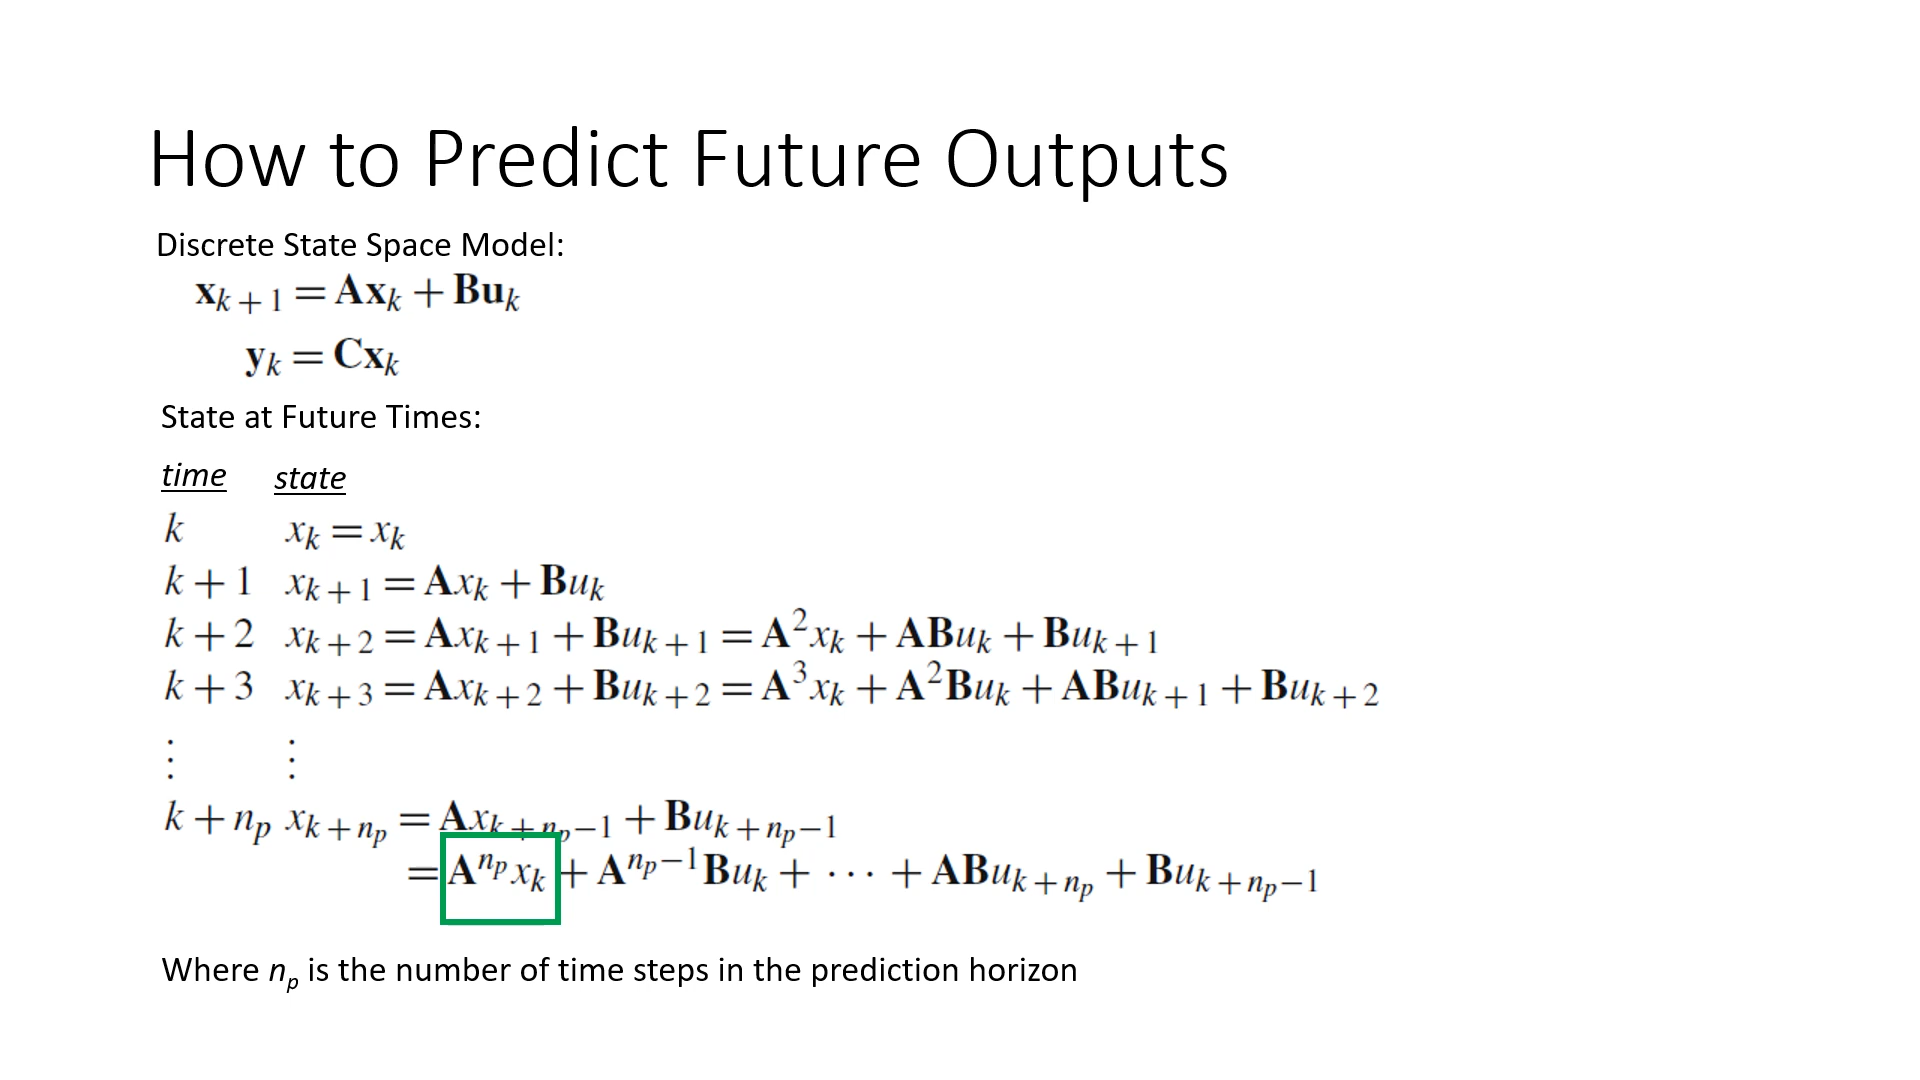 How to Predict Future Outputs
Discrete State Space Model:
x_{k+1} = Ax_k + Bu_k
y_k = Cx_k
State at Future Times:
time state
k x_k = x_k
k + 1 x_{k+1} = Ax_k + Bu_k
k + 2 x_{k+2} = Ax_{k+1} + Bu_{k+1} = A^2x_k + ABu_k + Bu_{k+1}
k + 3 x_{k+3} = Ax_{k+2} + Bu_{k+2} = A^3x_k + A^2Bu_k + ABu_{k+1} + Bu_{k+2}
⋮ ⋮
k + n_p x_{k+n_p} = Ax_{k+n_p−1} + Bu_{k+n_p−1}
= A^{n_p}x_k + A^{n_p−1}Bu_k + ··· + ABu_{k+n_p} + Bu_{k+n_p−1}
Where n_p is the number of time steps in the prediction horizon